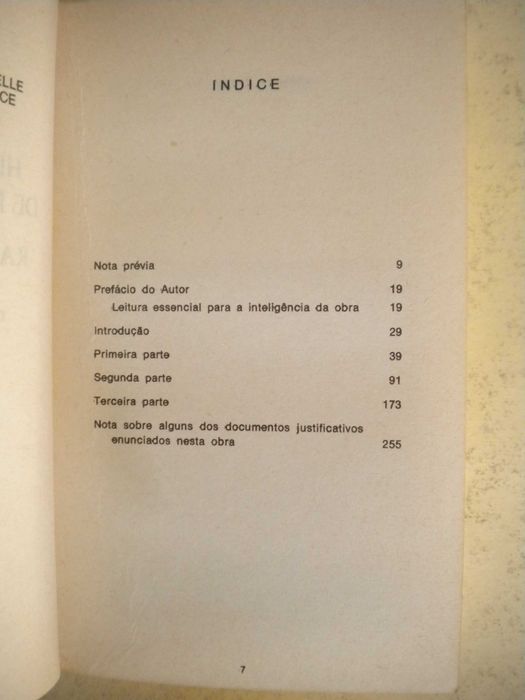 ELLE
CE
INDICE
Nota prévia 9
Prefácio do Autor 19
Leitura essencial para a inteligência da obra 19
Introdução 29
Primeira parte 39
Segunda parte 91
Terceira parte 173
Nota sobre alguns dos documentos justificativos
enunciados nesta obra 255
7